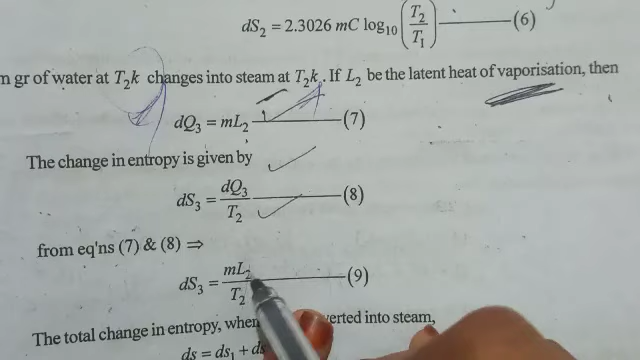 dS₂ = 2.3026 mC log₁₀ (T₂/T₁) (6)
m gr of water at T₂k changes into steam at T₂k. If L₂ be the latent heat of vaporisation, then
dQ₃ = mL₂ (7)
The change in entropy is given by
dS₃ = dQ₃/T₂ (8)
from eq'ns (7) & (8) ⇒
dS₃ = mL₂/T₂ (9)
The total change in entropy, when verted into steam,
ds = ds₁ + ds